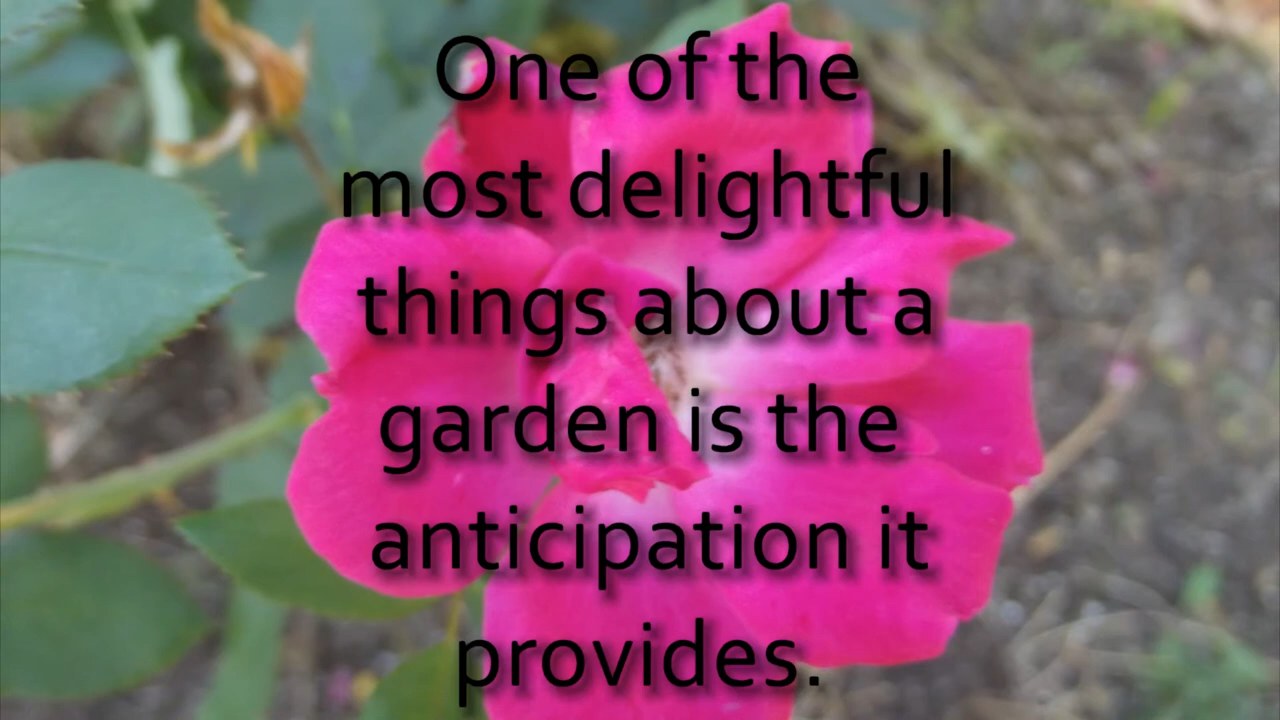 One of the
most delightful
things about a
garden is the
anticipation it
provides.